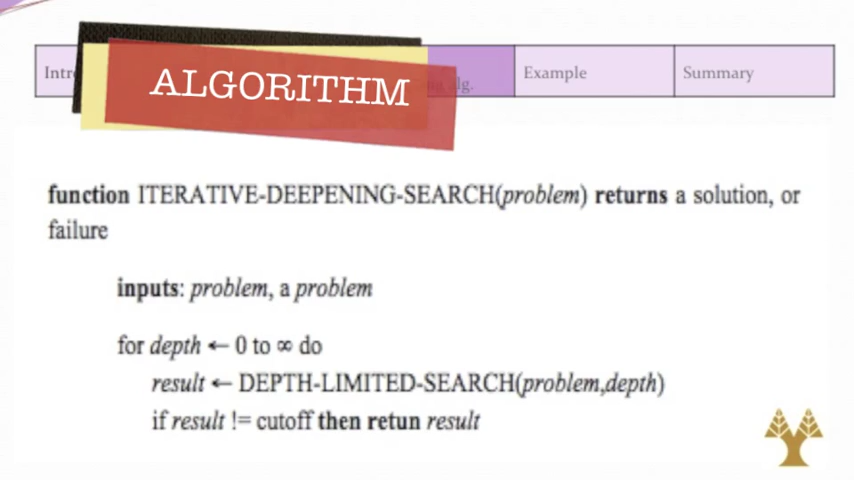 Intr
ALGORITHM
alg.
Example
Summary
function ITERATIVE-DEEPENING-SEARCH(problem) returns a solution, or
failure
inputs: problem, a problem
for depth ← 0 to ∞ do
result ← DEPTH-LIMITED-SEARCH(problem,depth)
if result != cutoff then retun result